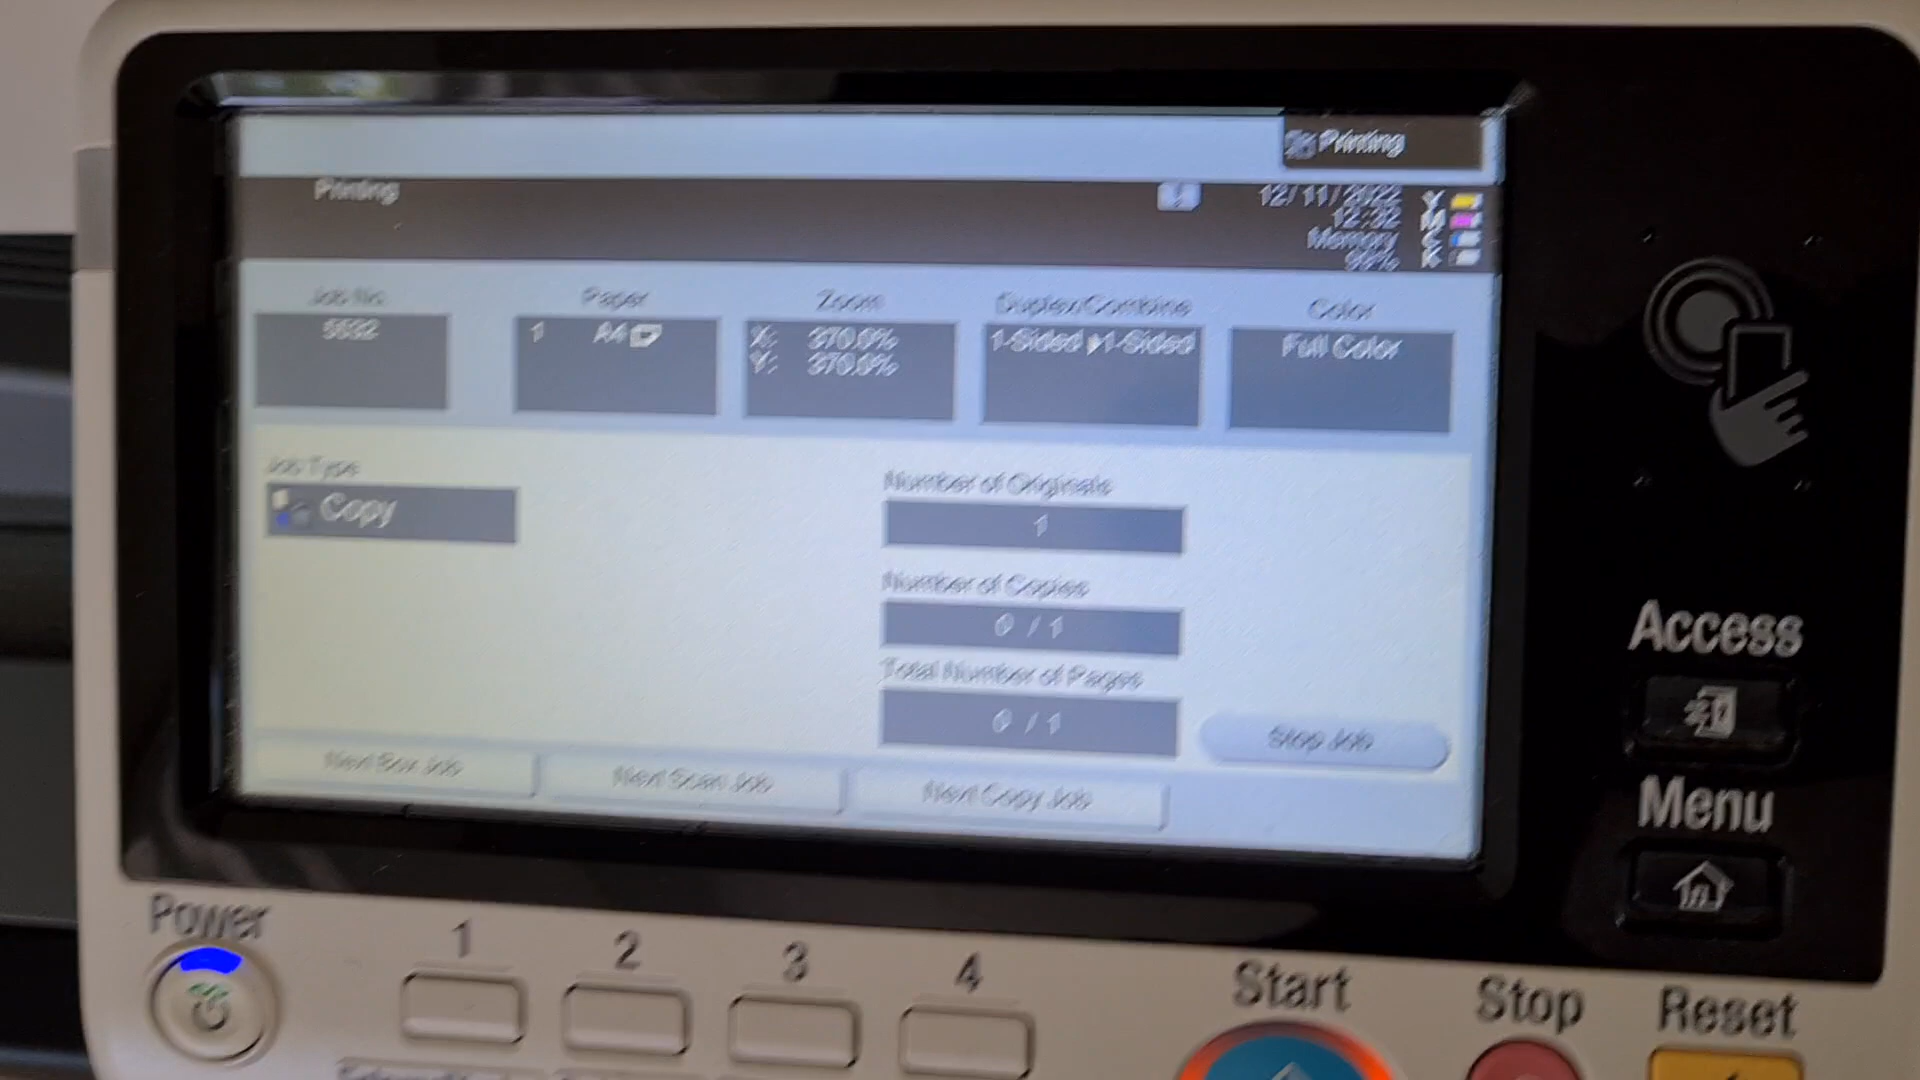 Printing
Printing
12/11/2022
12:32
Memory
99%
Y
M
C
K
Job No.
Paper
Zoom
Duplex/Combine
Color
1 A4
X: 370.0%
Y: 370.0%
1-Sided ▶1-Sided
Full Color
Job Type
Copy
Number of Originals
1
Number of Copies
0 / 1
Total Number of Pages
0 / 1
Stop Job
Next Box Job
Next Scan Job
Next Copy Job
Access
Menu
Power
1
2
3
4
Start
Stop
Reset